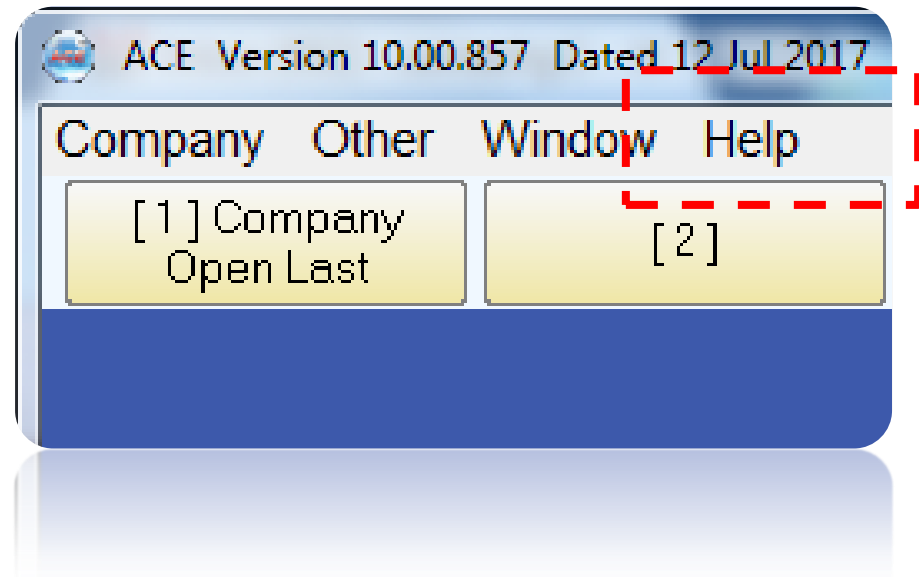 ACE Version 10.00.857 Dated 12 Jul 2017
Company Other Window Help
[ 1 ] Company
Open Last
[ 2 ]